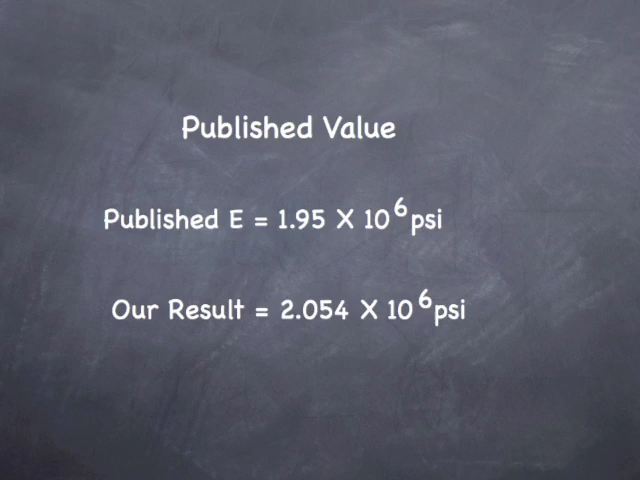 Published Value
Published E = 1.95 X 10⁶psi
Our Result = 2.054 X 10⁶psi